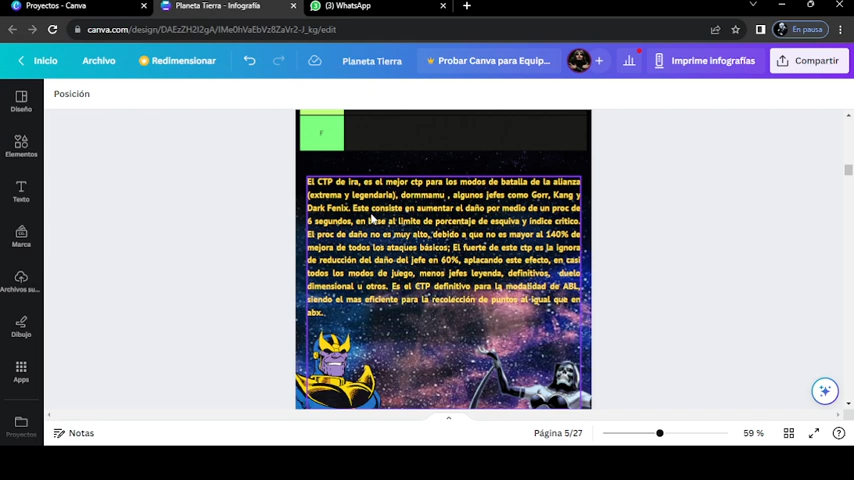 Proyectos - Canva
Planeta Tierra - Infografía
(3) WhatsApp
canva.com/design/DAEzZH2I2gA/IMe0hVaEbVz8ZaVr2-J_kg/edit
En pausa
Inicio
Archivo
Redimensionar
Planeta Tierra
Probar Canva para Equip...
Imprime infografías
Compartir
Posición
Diseño
Elementos
Texto
Marca
Archivos su...
Dibujo
Apps
Proyectos
F
El CTP de ira, es el mejor ctp para los modos de batalla de la alianza
(extrema y legendaria), dormmamu , algunos jefes como Gorr, Kang y
Dark Fenix. Este consiste en aumentar el daño por medio de un proc de
6 segundos, en base al limite de porcentaje de esquiva y índice critico.
El proc de daño no es muy alto, debido a que no es mayor al 140% de
mejora de todos los ataques básicos; El fuerte de este ctp es la ignora
de reducción del daño del jefe en 60%, aplacando este efecto, en casi
todos los modos de juego, menos jefes leyenda, definitivos, duelo
dimensional u otros. Es el CTP definitivo para la modalidad de ABL,
siendo el mas eficiente para la recolección de puntos al igual que en
abx.
Notas
Página 5/27
59 %